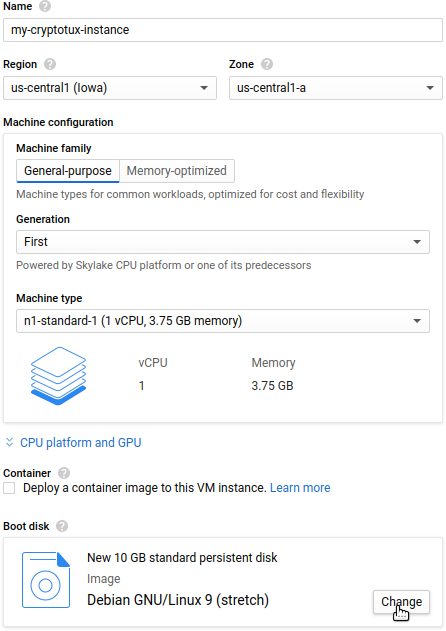 Name ?
my-cryptotux-instance
Region ? Zone ?
us-central1 (Iowa) us-central1-a
Machine configuration
Machine family
General-purpose Memory-optimized
Machine types for common workloads, optimized for cost and flexibility
Generation
First
Powered by Skylake CPU platform or one of its predecessors
Machine type
n1-standard-1 (1 vCPU, 3.75 GB memory)
vCPU Memory
1 3.75 GB
CPU platform and GPU
Container ?
Deploy a container image to this VM instance. Learn more
Boot disk ?
New 10 GB standard persistent disk
Image
Debian GNU/Linux 9 (stretch)
Change